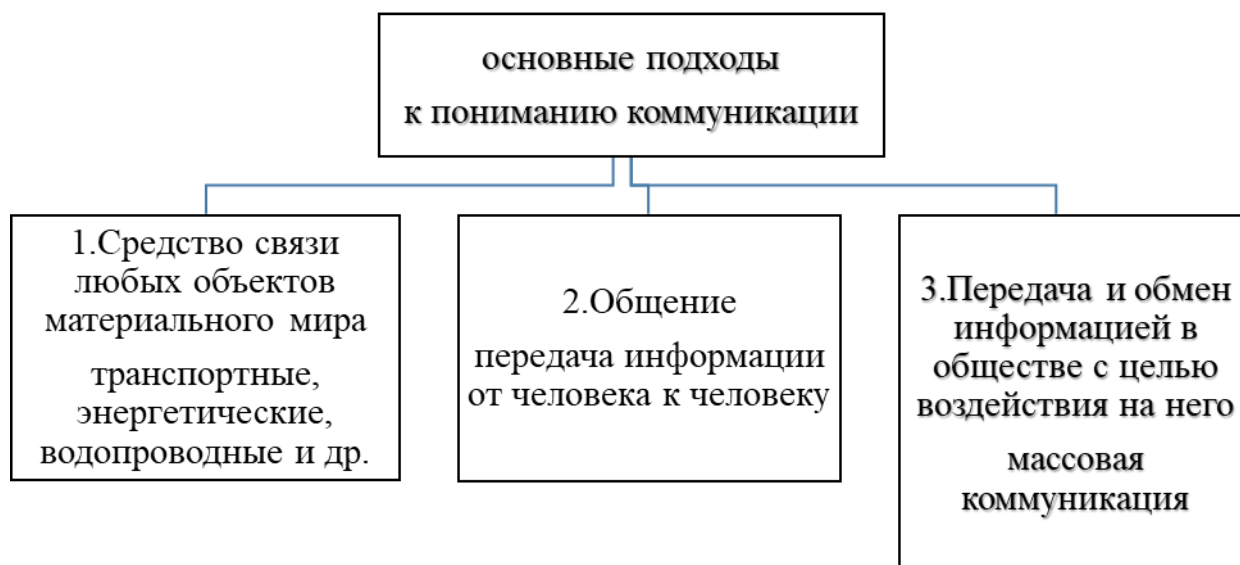 основные подходы
к пониманию коммуникации
1.Средство связи
любых объектов
материального мира
транспортные,
энергетические,
водопроводные и др.
2.Общение
передача информации
от человека к человеку
3.Передача и обмен
информацией в
обществе с целью
воздействия на него
массовая
коммуникация